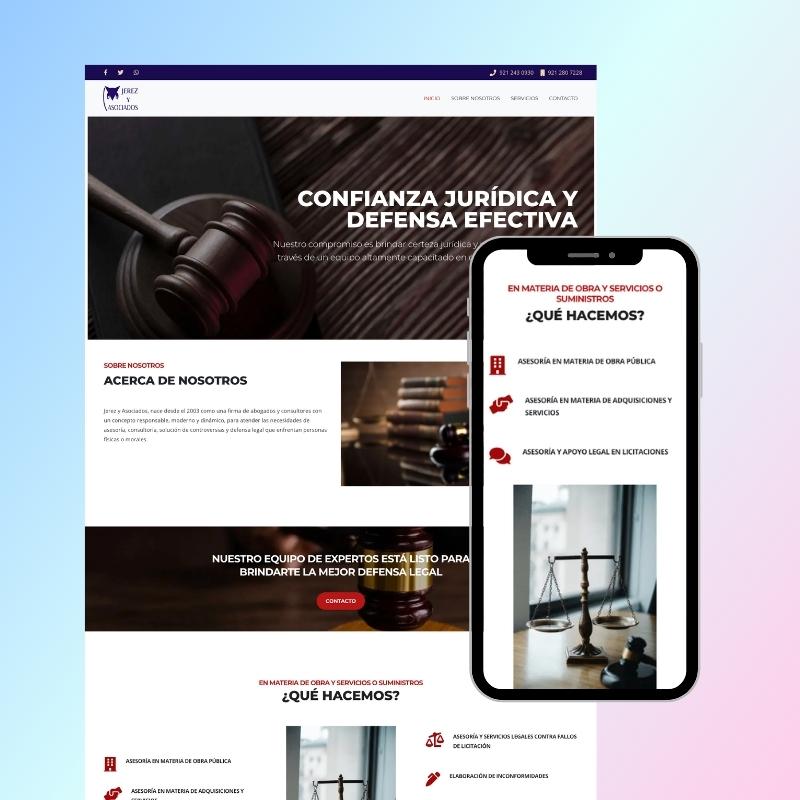 921 243 0930 921 280 7228
JEREZ
Y
ASOCIADOS
INICIO SOBRE NOSOTROS SERVICIOS CONTACTO
CONFIANZA JURÍDICA Y
DEFENSA EFECTIVA
Nuestro compromiso es brindar certeza jurídica y
través de un equipo altamente capacitado en
SOBRE NOSOTROS
ACERCA DE NOSOTROS
Jerez y Asociados, nace desde el 2003 como una firma de abogados y consultores con
un concepto responsable, moderno y dinámico, para atender las necesidades de
asesoría, consultoría, solución de controversias y defensa legal que enfrentan personas
físicas o morales.
NUESTRO EQUIPO DE EXPERTOS ESTÁ LISTO PARA
BRINDARTE LA MEJOR DEFENSA LEGAL
CONTACTO
EN MATERIA DE OBRA Y SERVICIOS O SUMINISTROS
¿QUÉ HACEMOS?
ASESORÍA EN MATERIA DE OBRA PÚBLICA
ASESORÍA EN MATERIA DE ADQUISICIONES Y
SERVICIOS
ASESORÍA Y SERVICIOS LEGALES CONTRA FALLOS
DE LICITACIÓN
ELABORACIÓN DE INCONFORMIDADES
EN MATERIA DE OBRA Y SERVICIOS O
SUMINISTROS
¿QUÉ HACEMOS?
ASESORÍA EN MATERIA DE OBRA PÚBLICA
ASESORÍA EN MATERIA DE ADQUISICIONES Y
SERVICIOS
ASESORÍA Y APOYO LEGAL EN LICITACIONES